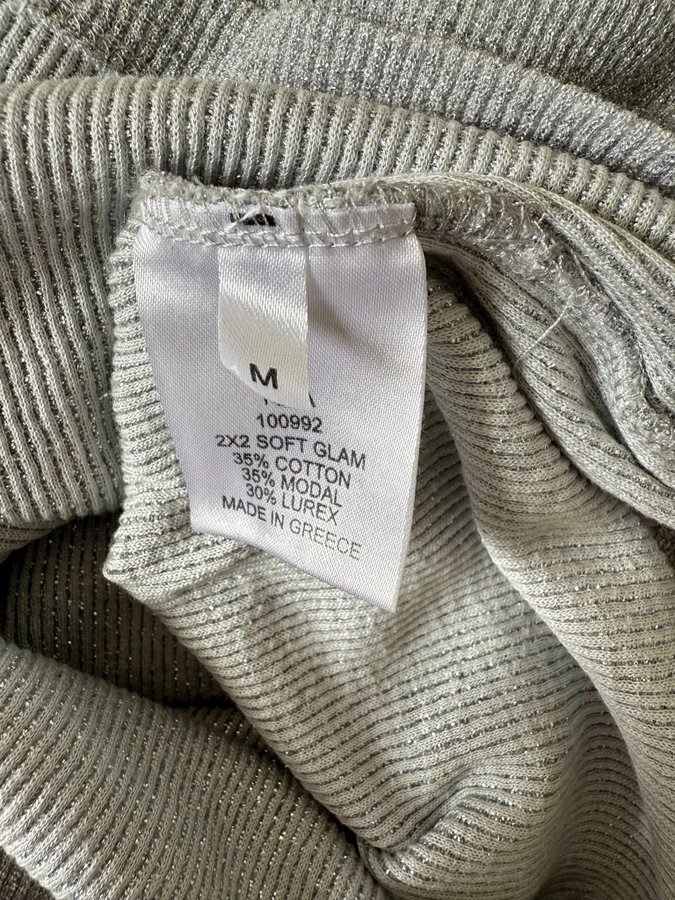 M
100992
2X2 SOFT GLAM
35% COTTON
35% MODAL
30% LUREX
MADE IN GREECE